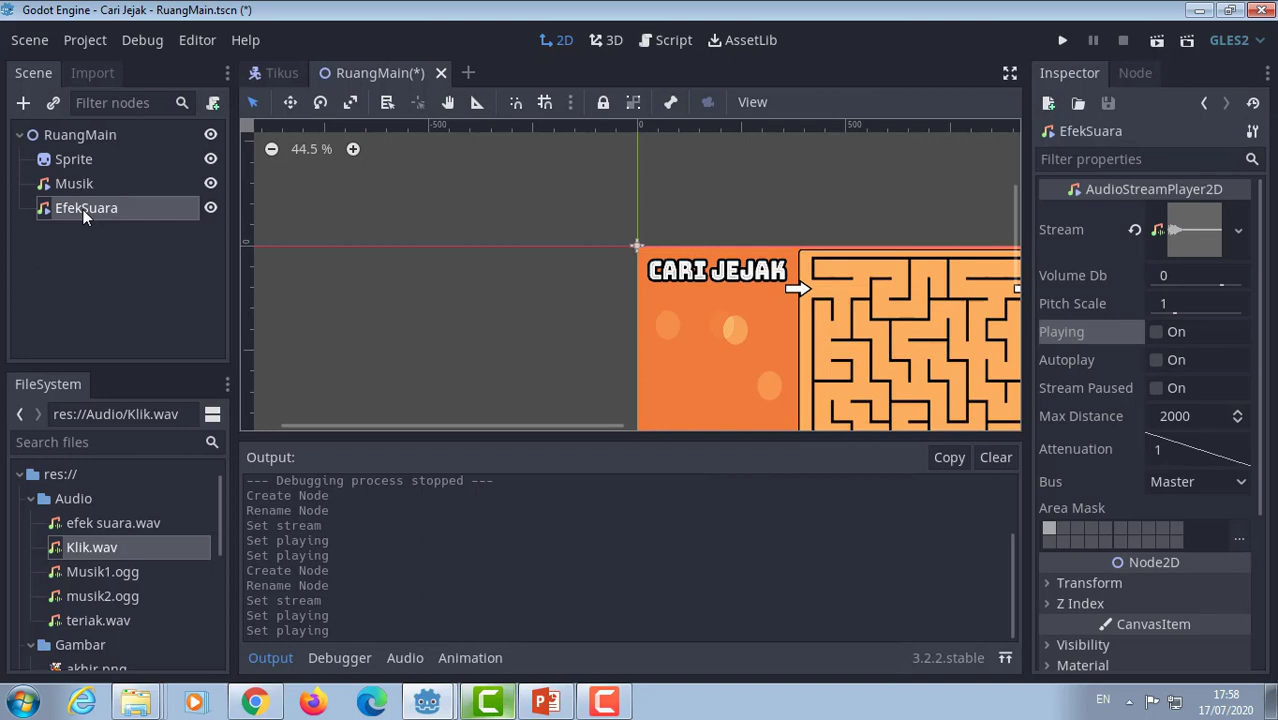 Godot Engine - Cari Jejak - RuangMain.tscn (*)
Scene Project Debug Editor Help
2D 3D Script AssetLib
GLES2
Scene Import
Tikus RuangMain(*)
Inspector Node
Filter nodes
View
RuangMain
Sprite
Musik
EfekSuara
-500 0 500
0
44.5 %
CARI JEJAK
EfekSuara
Filter properties
AudioStreamPlayer2D
Stream
Volume Db 0
Pitch Scale 1
Playing On
Autoplay On
Stream Paused On
Max Distance 2000
Attenuation 1
Bus Master
Area Mask
...
Node2D
Transform
Z Index
CanvasItem
Visibility
Material
FileSystem
res://Audio/Klik.wav
Search files
res://
Audio
efek suara.wav
Klik.wav
Musik1.ogg
musik2.ogg
teriak.wav
Gambar
akhir.png
Output: Copy Clear
--- Debugging process stopped ---
Create Node
Rename Node
Set stream
Set playing
Set playing
Create Node
Rename Node
Set stream
Set playing
Set playing
Output Debugger Audio Animation 3.2.2.stable
EN 17:58
17/07/2020